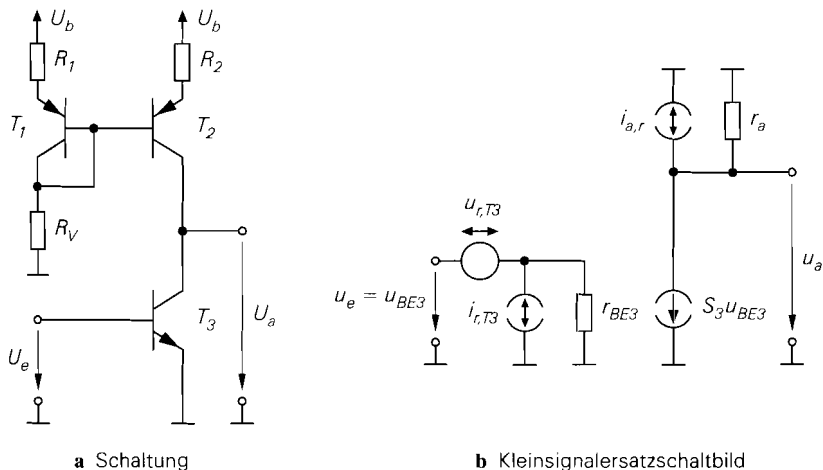 U_b
U_b
R_1
R_2
T_1
T_2
R_V
T_3
U_e
U_a
a Schaltung
i_{a,r}
r_a
u_{r,T3}
u_e = u_{BE3}
i_{r,T3}
r_{BE3}
S_3 u_{BE3}
u_a
b Kleinsignalersatzschaltbild